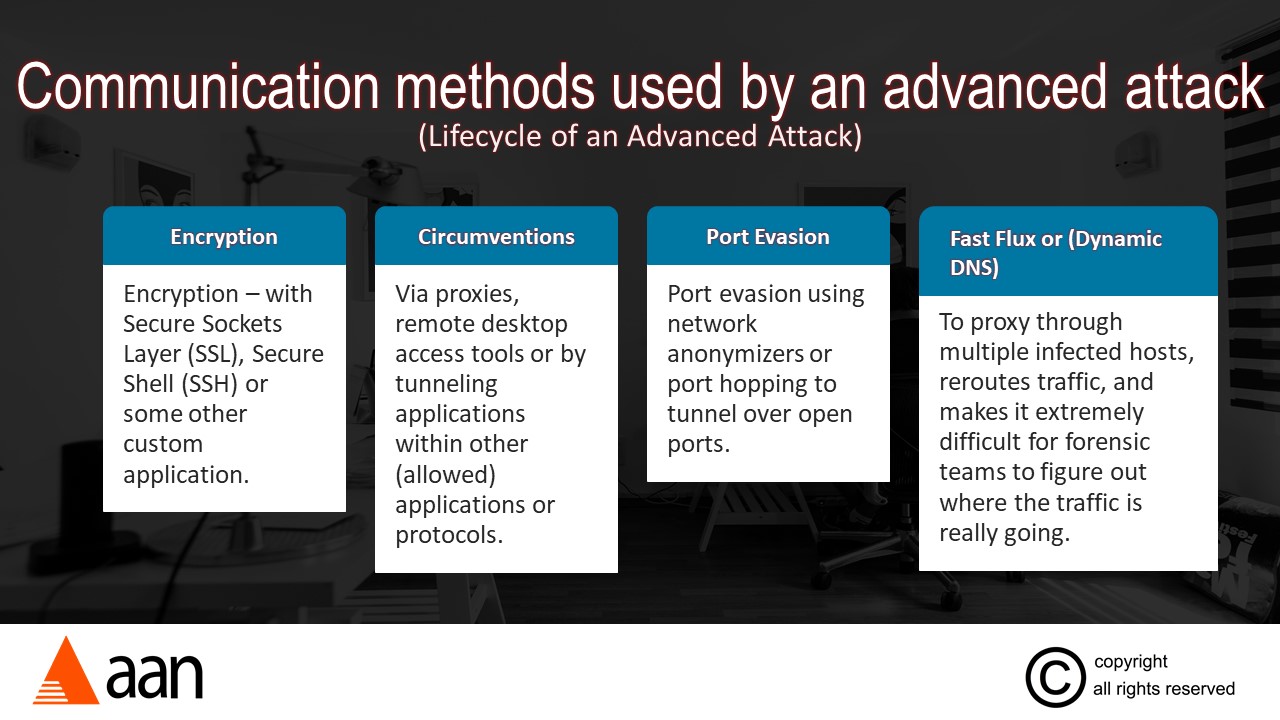 Communication methods used by an advanced attack
(Lifecycle of an Advanced Attack)
Encryption
Encryption – with
Secure Sockets
Layer (SSL), Secure
Shell (SSH) or
some other
custom
application.
Circumventions
Via proxies,
remote desktop
access tools or by
tunneling
applications
within other
(allowed)
applications or
protocols.
Port Evasion
Port evasion using
network
anonymizers or
port hopping to
tunnel over open
ports.
Fast Flux or (Dynamic
DNS)
To proxy through
multiple infected hosts,
reroutes traffic, and
makes it extremely
difficult for forensic
teams to figure out
where the traffic is
really going.
aan
©
copyright
all rights reserved